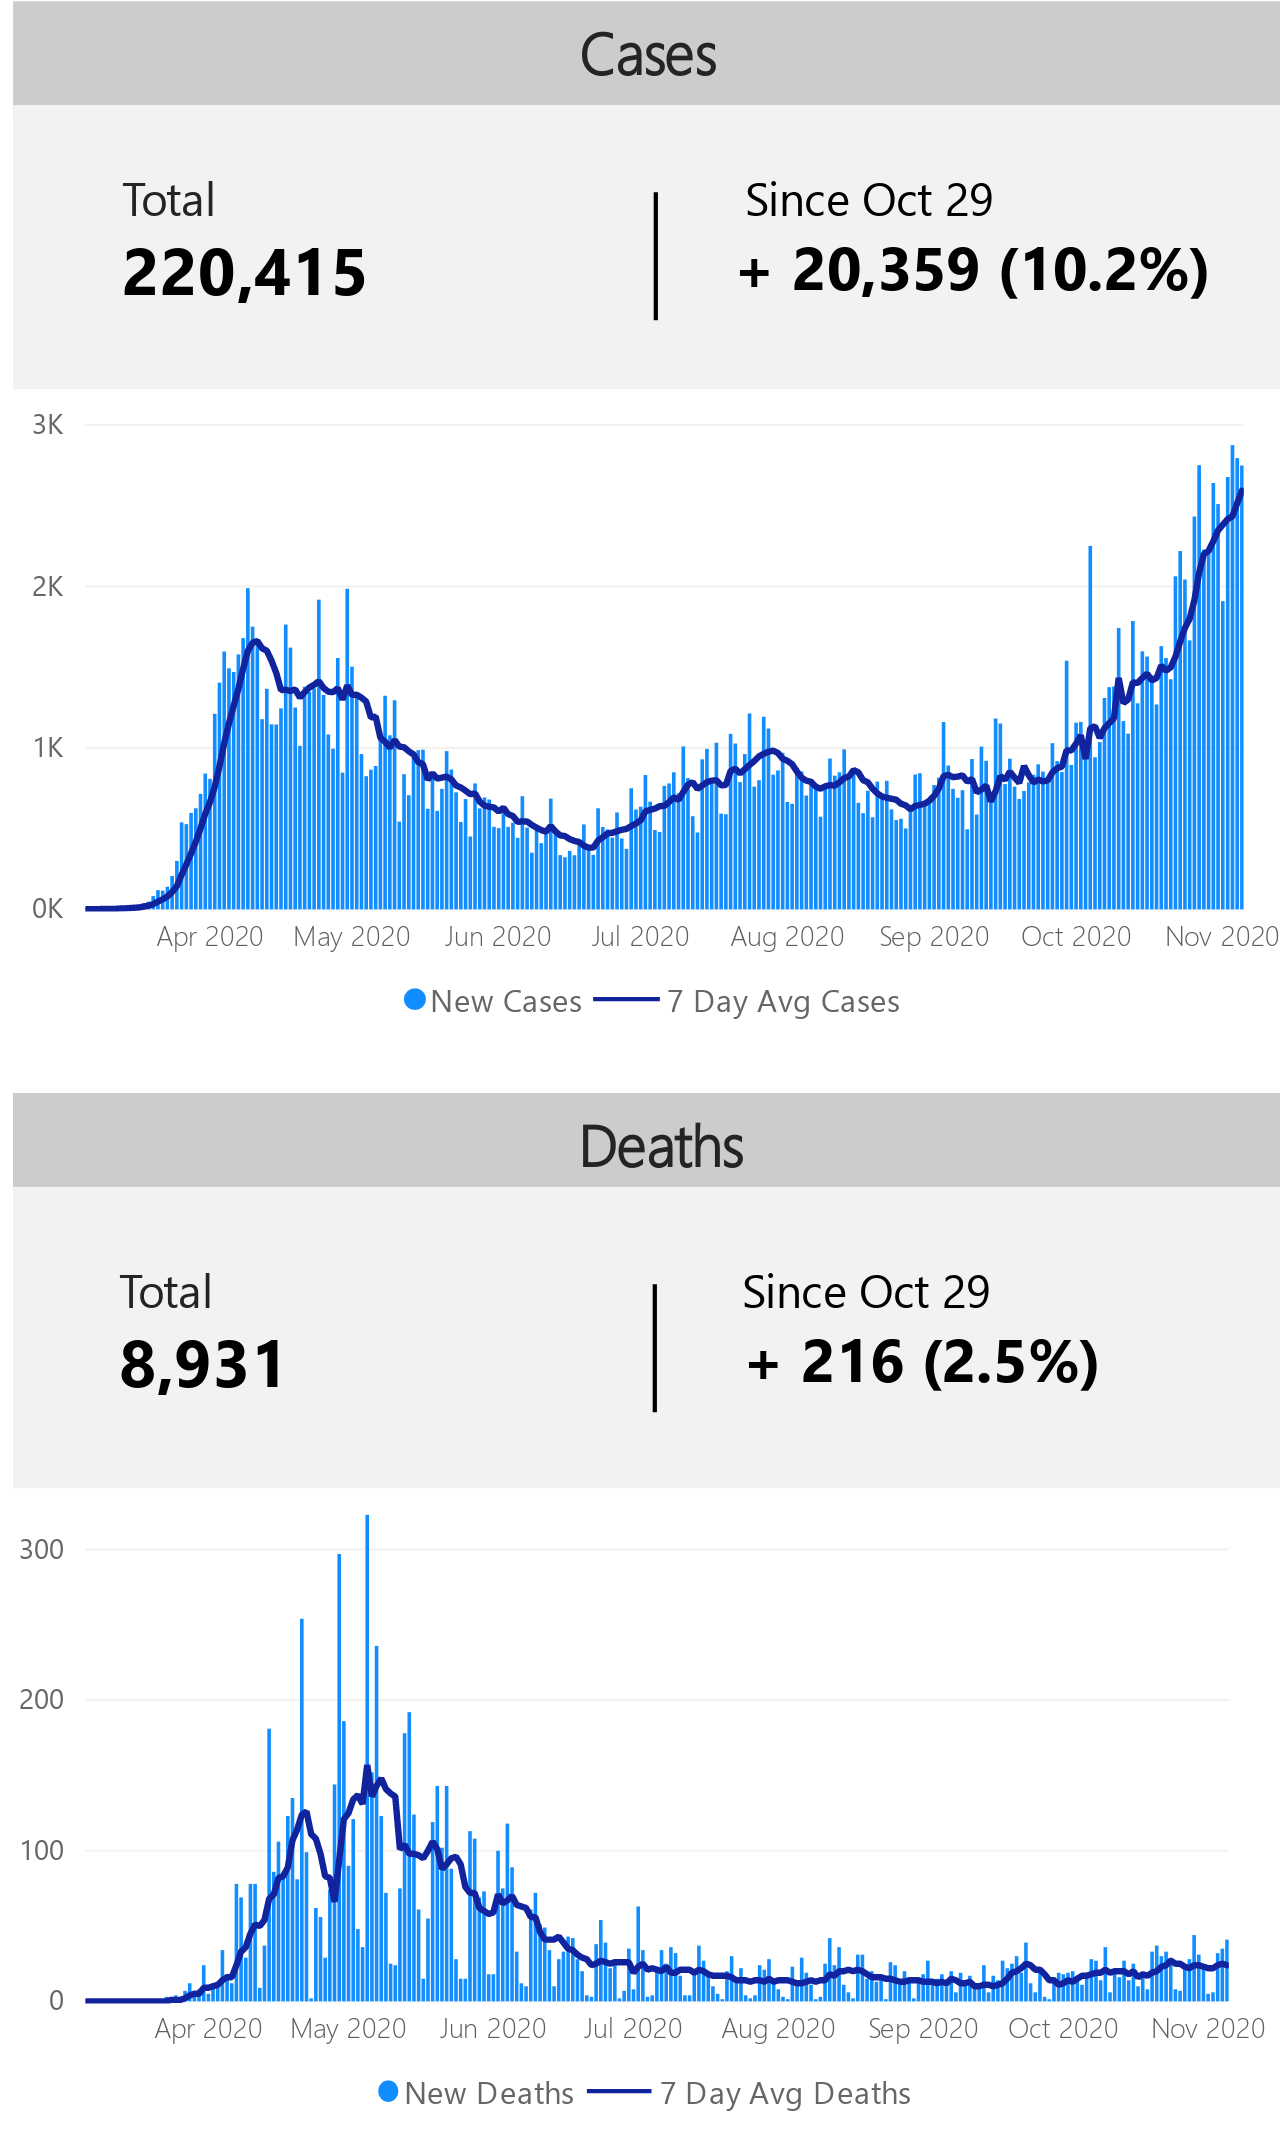 Cases
Total
Since Oct 29
220,415
+ 20,359 (10.2%)
3K
2K
1K
0K
Apr 2020 May 2020 Jun 2020 Jul 2020 Aug 2020 Sep 2020 Oct 2020 Nov 2020
New Cases 7 Day Avg Cases
Deaths
Total
Since Oct 29
8,931
+ 216 (2.5%)
300
200
100
0
Apr 2020 May 2020 Jun 2020 Jul 2020 Aug 2020 Sep 2020 Oct 2020 Nov 2020
New Deaths 7 Day Avg Deaths